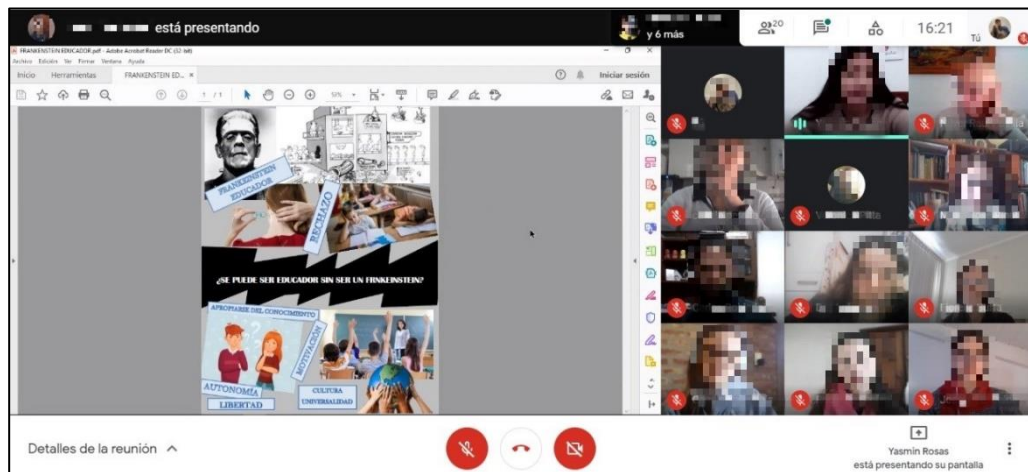 está presentando
y 6 más
20
16:21
Tú
FRANKENSTEIN EDUCADOR.pdf - Adobe Acrobat Reader DC (32-bit)
Archivo Edición Ver Firmar Ventana Ayuda
Inicio Herramientas FRANKENSTEIN ED... × Iniciar sesión
1 / 1 51%
FRANKEINSTEIN
EDUCADOR
RECHAZO
¿SE PUEDE SER EDUCADOR SIN SER UN FRNKEINSTEIN?
APROPIARSE DEL CONOCIMIENTO
MOTIVACIÓN
AUTONOMÍA
LIBERTAD
CULTURA
UNIVERSALIDAD
Detalles de la reunión
Yasmin Rosas
está presentando su pantalla